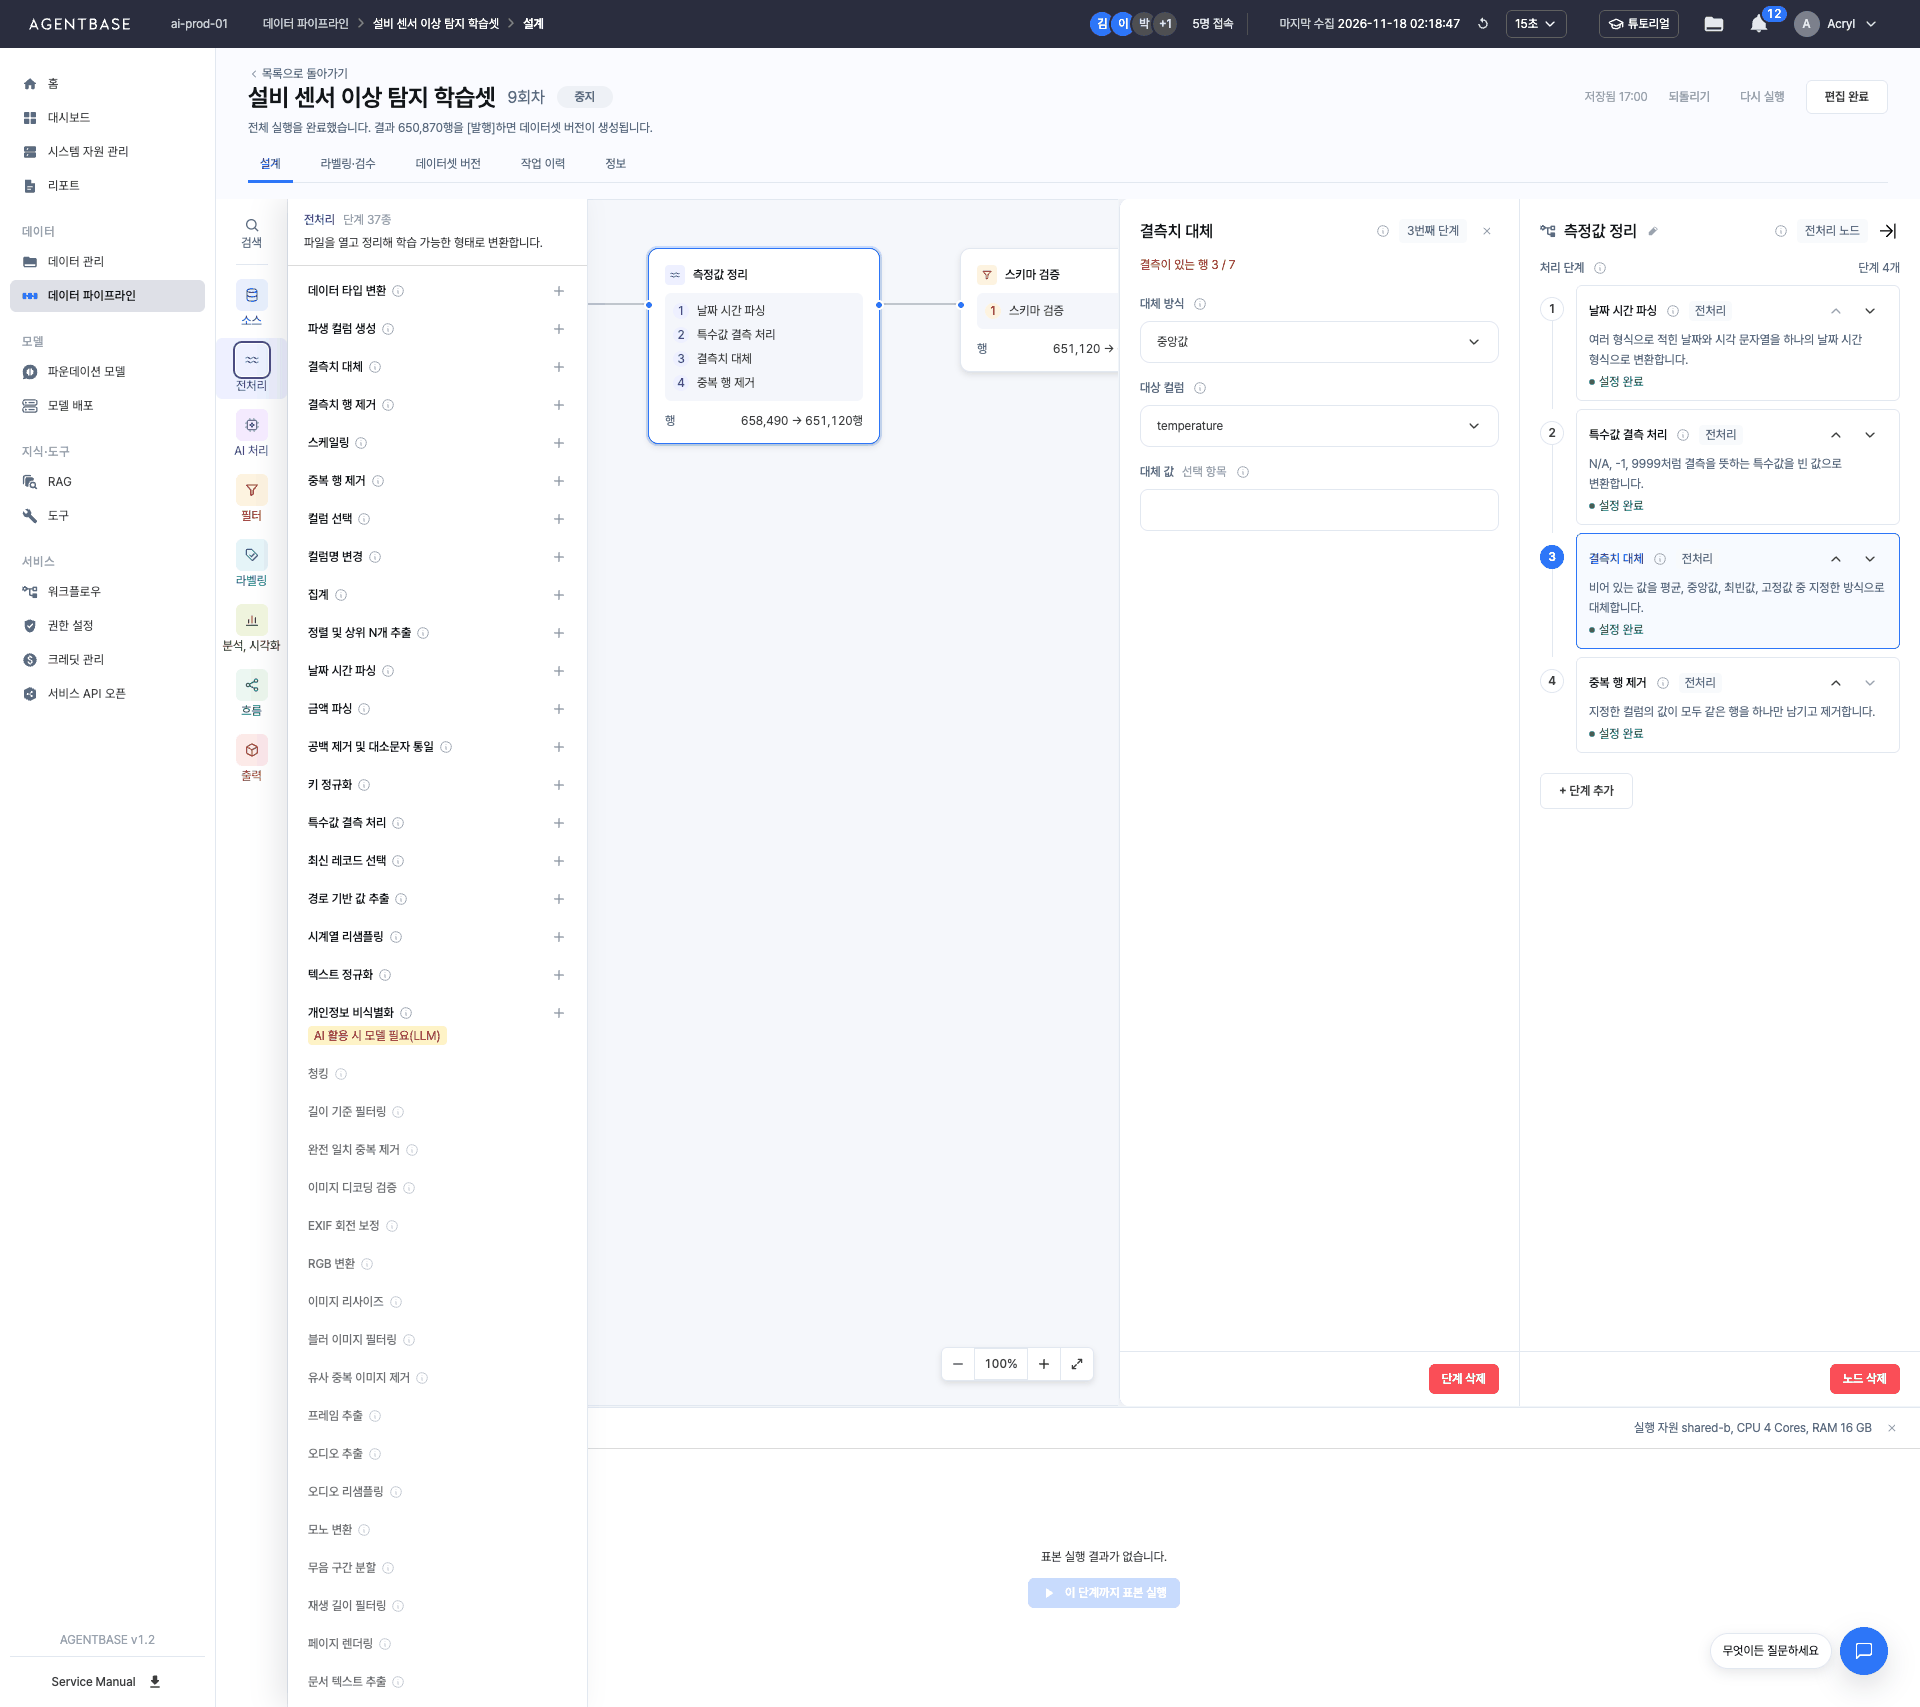 AGENTBASE
ai-prod-01
데이터 파이프라인 > 설비 센서 이상 탐지 학습셋 > 설계
김 이 박 +1 5명 접속
마지막 수집 2026-11-18 02:18:47
15초
튜토리얼
12
A Acryl
홈
대시보드
시스템 자원 관리
리포트
데이터
데이터 관리
데이터 파이프라인
모델
파운데이션 모델
모델 배포
지식·도구
RAG
도구
서비스
워크플로우
권한 설정
크레딧 관리
서비스 API 오픈
AGENTBASE v1.2
Service Manual
목록으로 돌아가기
설비 센서 이상 탐지 학습셋 9회차 중지
전체 실행을 완료했습니다. 결과 650,870행을 [발행]하면 데이터셋 버전이 생성됩니다.
저장됨 17:00 되돌리기 다시 실행 편집 완료
설계 라벨링·검수 데이터셋 버전 작업 이력 정보
검색
소스
전처리
AI 처리
필터
라벨링
분석, 시각화
흐름
출력
전처리 단계 37종
파일을 열고 정리해 학습 가능한 형태로 변환합니다.
데이터 타입 변환
파생 컬럼 생성
결측치 대체
결측치 행 제거
스케일링
중복 행 제거
컬럼 선택
컬럼명 변경
집계
정렬 및 상위 N개 추출
날짜 시간 파싱
금액 파싱
공백 제거 및 대소문자 통일
키 정규화
특수값 결측 처리
최신 레코드 선택
경로 기반 값 추출
시계열 리샘플링
텍스트 정규화
개인정보 비식별화
AI 활용 시 모델 필요(LLM)
청킹
길이 기준 필터링
완전 일치 중복 제거
이미지 디코딩 검증
EXIF 회전 보정
RGB 변환
이미지 리사이즈
블러 이미지 필터링
유사 중복 이미지 제거
프레임 추출
오디오 추출
오디오 리샘플링
모노 변환
무음 구간 분할
재생 길이 필터링
페이지 렌더링
문서 텍스트 추출
측정값 정리
1 날짜 시간 파싱
2 특수값 결측 처리
3 결측치 대체
4 중복 행 제거
행 658,490 → 651,120행
스키마 검증
1 스키마 검증
행 651,120 →
100%
결측치 대체 3번째 단계
결측이 있는 행 3 / 7
대체 방식
중앙값
대상 컬럼
temperature
대체 값 선택 항목
단계 삭제
측정값 정리 전처리 노드
처리 단계 단계 4개
1 날짜 시간 파싱 전처리
여러 형식으로 적힌 날짜와 시각 문자열을 하나의 날짜 시간
형식으로 변환합니다.
설정 완료
2 특수값 결측 처리 전처리
N/A, -1, 9999처럼 결측을 뜻하는 특수값을 빈 값으로
변환합니다.
설정 완료
3 결측치 대체 전처리
비어 있는 값을 평균, 중앙값, 최빈값, 고정값 중 지정한 방식으로
대체합니다.
설정 완료
4 중복 행 제거 전처리
지정한 컬럼의 값이 모두 같은 행을 하나만 남기고 제거합니다.
설정 완료
+ 단계 추가
노드 삭제
실행 자원 shared-b, CPU 4 Cores, RAM 16 GB
표본 실행 결과가 없습니다.
이 단계까지 표본 실행
무엇이든 질문하세요